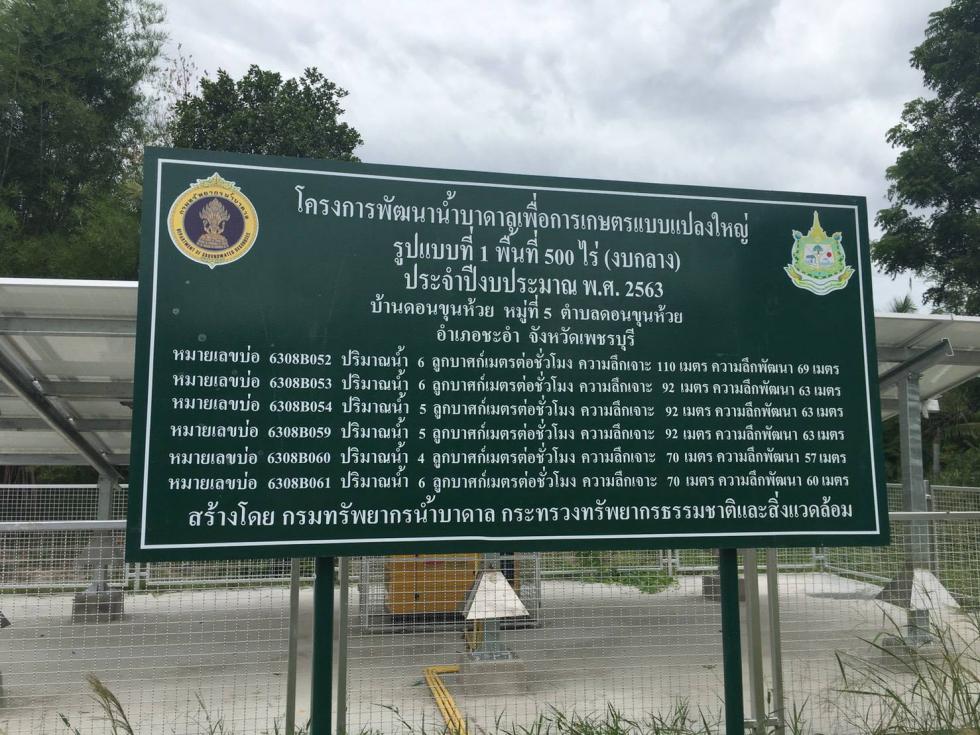 โครงการพัฒนาน้ำบาดาลเพื่อการเกษตรแบบแปลงใหญ่
รูปแบบที่ 1 พื้นที่ 500 ไร่ (งบกลาง)
ประจำปีงบประมาณ พ.ศ. 2563
บ้านดอนขุนห้วย หมู่ที่ 5 ตำบลดอนขุนห้วย
อำเภอชะอำ จังหวัดเพชรบุรี
หมายเลขบ่อ 6308B052 ปริมาณน้ำ 6 ลูกบาศก์เมตรต่อชั่วโมง ความลึกเจาะ 110 เมตร ความลึกพัฒนา 69 เมตร
หมายเลขบ่อ 6308B053 ปริมาณน้ำ 6 ลูกบาศก์เมตรต่อชั่วโมง ความลึกเจาะ 92 เมตร ความลึกพัฒนา 63 เมตร
หมายเลขบ่อ 6308B054 ปริมาณน้ำ 5 ลูกบาศก์เมตรต่อชั่วโมง ความลึกเจาะ 92 เมตร ความลึกพัฒนา 63 เมตร
หมายเลขบ่อ 6308B059 ปริมาณน้ำ 5 ลูกบาศก์เมตรต่อชั่วโมง ความลึกเจาะ 92 เมตร ความลึกพัฒนา 63 เมตร
หมายเลขบ่อ 6308B060 ปริมาณน้ำ 4 ลูกบาศก์เมตรต่อชั่วโมง ความลึกเจาะ 70 เมตร ความลึกพัฒนา 57 เมตร
หมายเลขบ่อ 6308B061 ปริมาณน้ำ 6 ลูกบาศก์เมตรต่อชั่วโมง ความลึกเจาะ 70 เมตร ความลึกพัฒนา 60 เมตร
สร้างโดย กรมทรัพยากรน้ำบาดาล กระทรวงทรัพยากรธรรมชาติและสิ่งแวดล้อม
กรมทรัพยากรน้ำบาดาล
DEPARTMENT OF GROUNDWATER RESOURCES